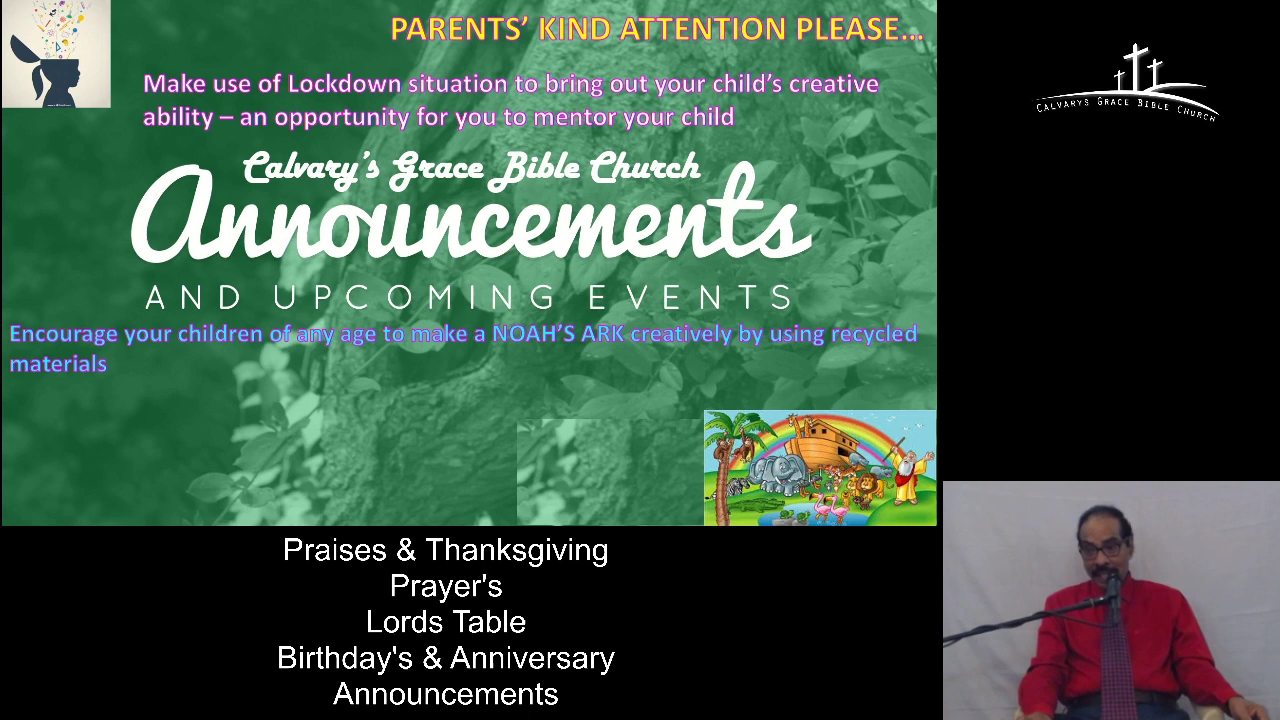 PARENTS’ KIND ATTENTION PLEASE…
Make use of Lockdown situation to bring out your child’s creative
ability – an opportunity for you to mentor your child
Calvary’s Grace Bible Church
Announcements
AND UPCOMING EVENTS
Encourage your children of any age to make a NOAH’S ARK creatively by using recycled
materials
Praises & Thanksgiving
Prayer's
Lords Table
Birthday's & Anniversary
Announcements
CALVARYS GRACE BIBLE CHURCH